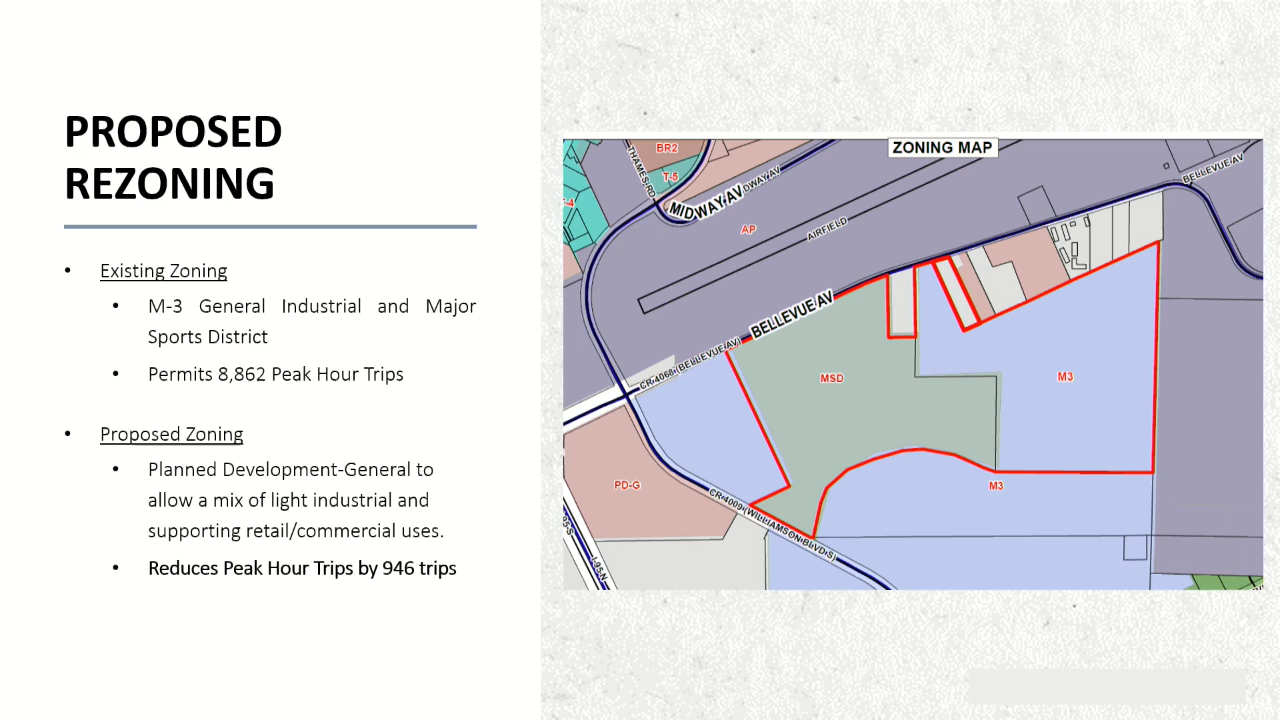 PROPOSED
REZONING
• Existing Zoning
• M-3 General Industrial and Major
Sports District
• Permits 8,862 Peak Hour Trips
• Proposed Zoning
• Planned Development-General to
allow a mix of light industrial and
supporting retail/commercial uses.
• Reduces Peak Hour Trips by 946 trips
ZONING MAP
BR2
THAMES RD
T-5
MIDWAY AV
DWAY AV
BELLEVUE AV
AP
AIRFIELD
BELLEVUE AV
CR 4068 (BELLEVUE AV)
MSD
M3
PD-G
M3
CR 4009 (WILLIAMSON BLVD S)
I-95 N